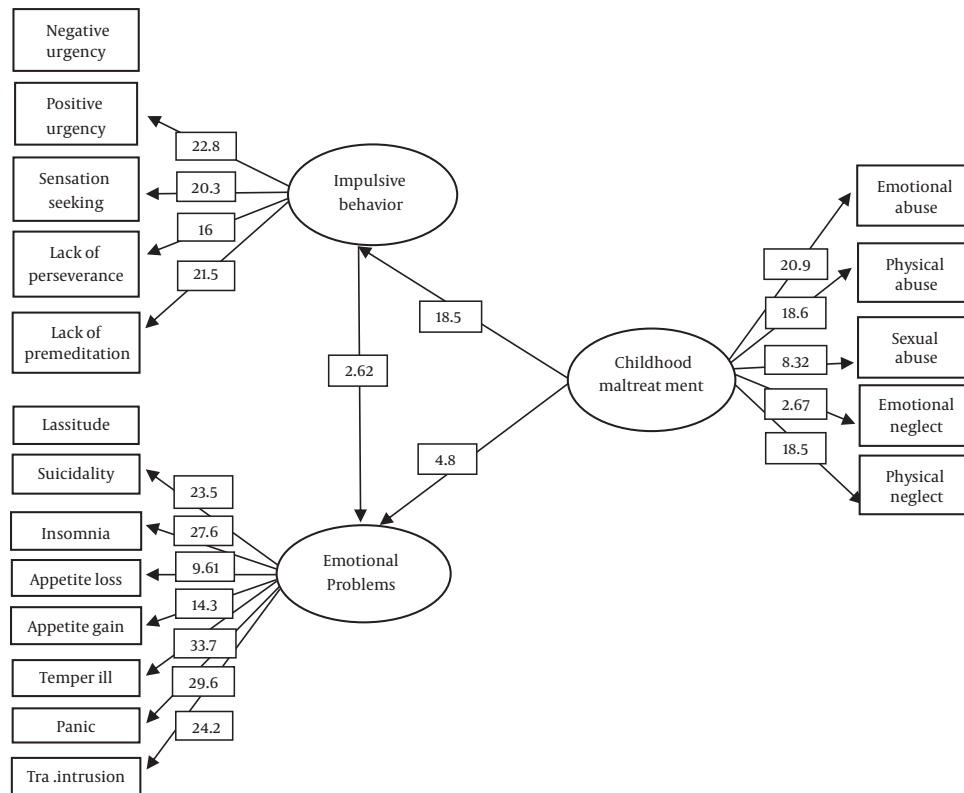 Negative
urgency
Positive
urgency
Sensation
seeking
Lack of
perseverance
Lack of
premeditation
22.8
20.3
16
21.5
Impulsive
behavior
18.5
2.62
4.8
Childhood
maltreat ment
20.9
18.6
8.32
2.67
18.5
Emotional
abuse
Physical
abuse
Sexual
abuse
Emotional
neglect
Physical
neglect
Lassitude
Suicidality
Insomnia
Appetite loss
Appetite gain
Temper ill
Panic
Tra .intrusion
23.5
27.6
9.61
14.3
33.7
29.6
24.2
Emotional
Problems